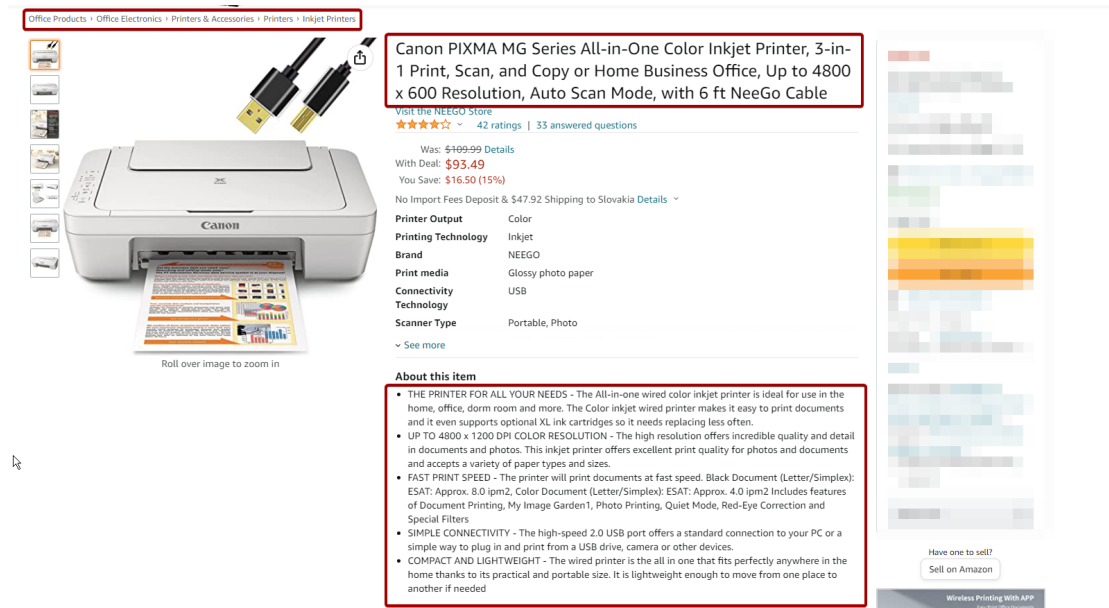 Office Products › Office Electronics › Printers & Accessories › Printers › Inkjet Printers
Canon PIXMA MG Series All-in-One Color Inkjet Printer, 3-in-
1 Print, Scan, and Copy or Home Business Office, Up to 4800
x 600 Resolution, Auto Scan Mode, with 6 ft NeeGo Cable
Visit the NEEGO Store
42 ratings | 33 answered questions
Was: $109.99 Details
With Deal: $93.49
You Save: $16.50 (15%)
No Import Fees Deposit & $47.92 Shipping to Slovakia Details
Printer Output Color
Printing Technology Inkjet
Brand NEEGO
Print media Glossy photo paper
Connectivity USB
Technology
Scanner Type Portable, Photo
See more
Canon
Roll over image to zoom in
About this item
• THE PRINTER FOR ALL YOUR NEEDS - The All-in-one wired color inkjet printer is ideal for use in the
home, office, dorm room and more. The Color inkjet wired printer makes it easy to print documents
and it even supports optional XL ink cartridges so it needs replacing less often.
• UP TO 4800 x 1200 DPI COLOR RESOLUTION - The high resolution offers incredible quality and detail
in documents and photos. This inkjet printer offers excellent print quality for photos and documents
and accepts a variety of paper types and sizes.
• FAST PRINT SPEED - The printer will print documents at fast speed. Black Document (Letter/Simplex):
ESAT: Approx. 8.0 ipm2, Color Document (Letter/Simplex): ESAT: Approx. 4.0 ipm2 Includes features
of Document Printing, My Image Garden1, Photo Printing, Quiet Mode, Red-Eye Correction and
Special Filters
• SIMPLE CONNECTIVITY - The high-speed 2.0 USB port offers a standard connection to your PC or a
simple way to plug in and print from a USB drive, camera or other devices.
• COMPACT AND LIGHTWEIGHT - The wired printer is the all in one that fits perfectly anywhere in the
home thanks to its practical and portable size. It is lightweight enough to move from one place to
another if needed
Have one to sell?
Sell on Amazon
Wireless Printing With APP